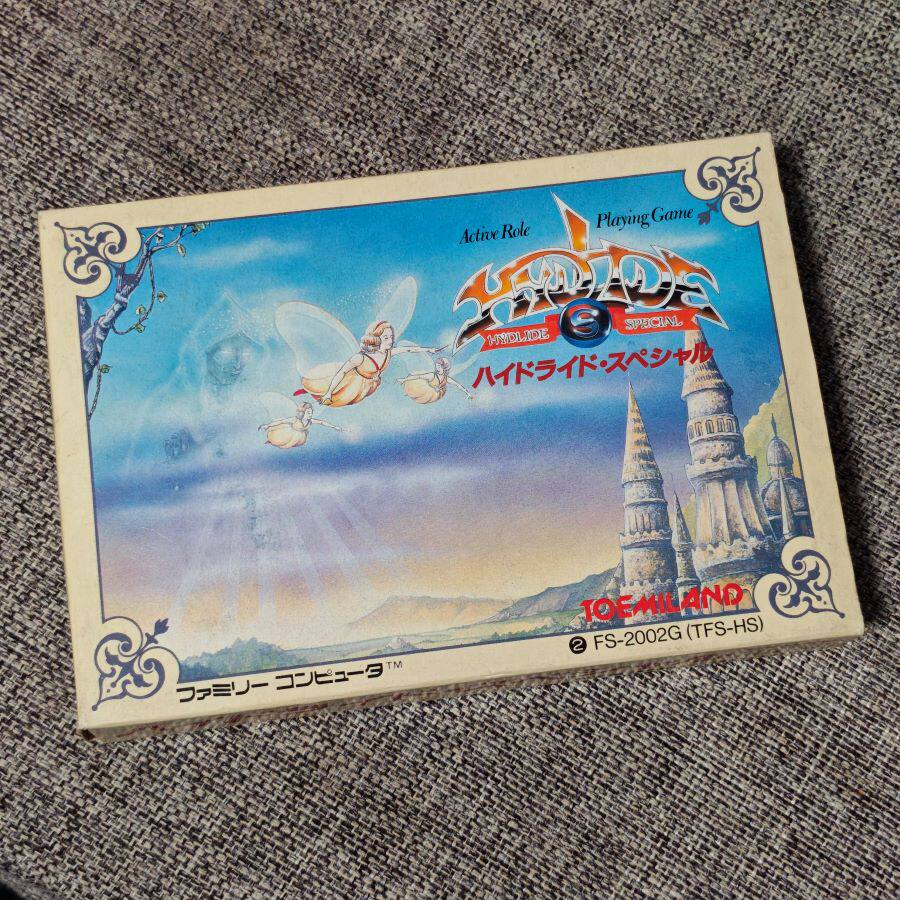 Active Role Playing Game
HYDLIDE
S
HYDLIDE SPECIAL
ハイドライド・スペシャル
TOEMILAND
2 FS-2002G (TFS-HS)
ファミリー コンピュータ™